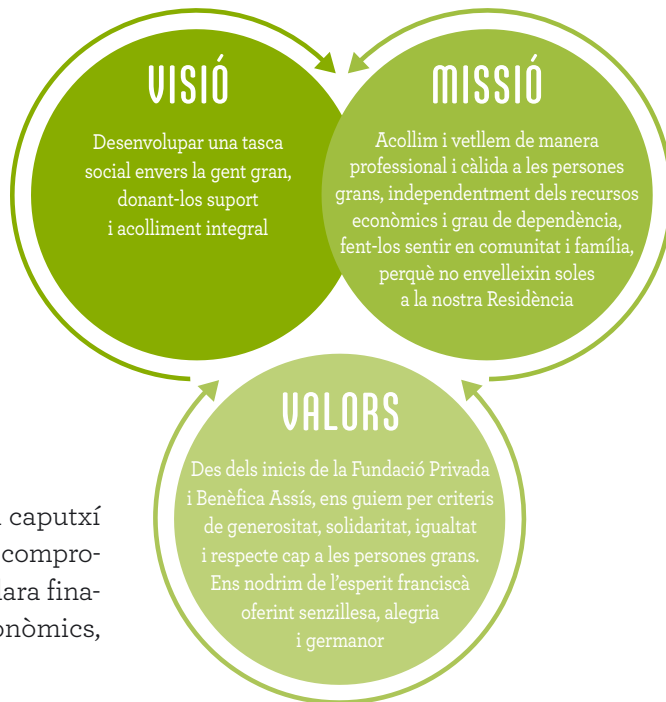 VISIÓ
Desenvolupar una tasca
social envers la gent gran,
donant-los suport
i acolliment integral
MISSIÓ
Acollim i vetllem de manera
professional i càlida a les persones
grans, independentment dels recursos
econòmics i grau de dependència,
fent-los sentir en comunitat i família,
perquè no envelleixin soles
a la nostra Residència
VALORS
Des dels inicis de la Fundació Privada
i Benèfica Assís, ens guiem per criteris
de generositat, solidaritat, igualtat
i respecte cap a les persones grans.
Ens nodrim de l'esperit franciscà
oferint senzillesa, alegria
i germanor
caputxí
compro-
lara fina-
onòmics,